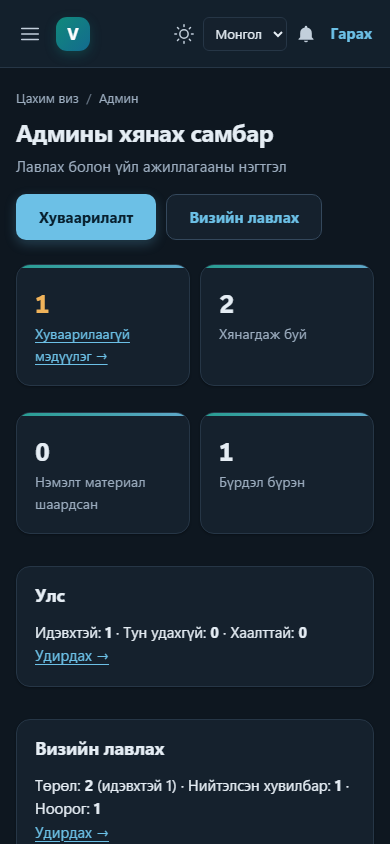 V
Монгол
Гарах
Цахим виз / Админ
Админы хянах самбар
Лавлах болон үйл ажиллагааны нэгтгэл
Хуваарилалт
Визийн лавлах
1
Хуваарилаагүй
мэдүүлэг →
2
Хянагдаж буй
0
Нэмэлт материал
шаардсан
1
Бүрдэл бүрэн
Улс
Идэвхтэй: 1 · Тун удахгүй: 0 · Хаалттай: 0
Удирдах →
Визийн лавлах
Төрөл: 2 (идэвхтэй 1) · Нийтэлсэн хувилбар: 1 ·
Ноорог: 1
Удирдах →